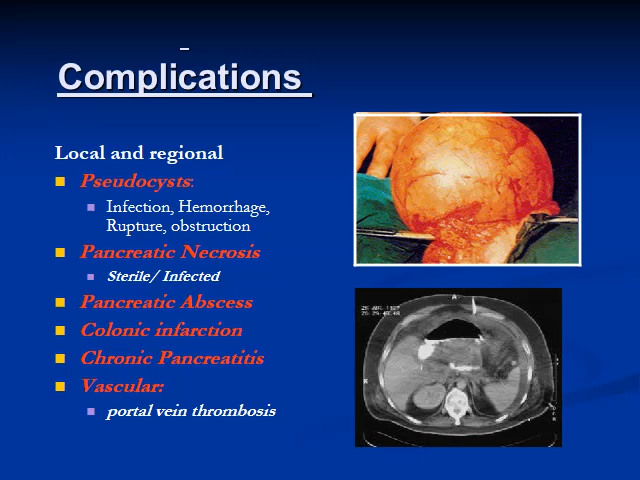 Complications
Local and regional
Pseudocysts:
Infection, Hemorrhage,
Rupture, obstruction
Pancreatic Necrosis
Sterile/ Infected
Pancreatic Abscess
Colonic infarction
Chronic Pancreatitis
Vascular:
portal vein thrombosis
A
R